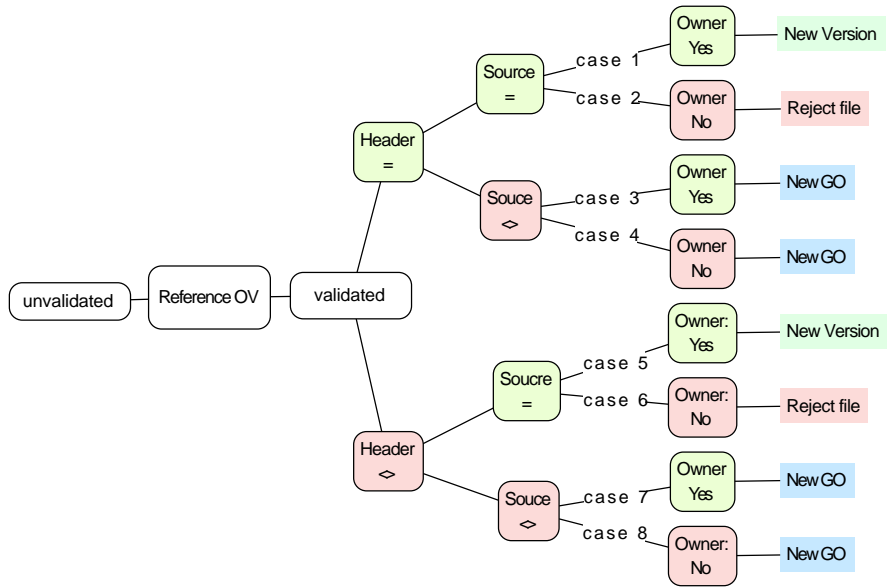 Owner
Yes
New Version
case 1
Source
=
case 2
Owner
No
Reject file
Header
=
Owner
Yes
New GO
case 3
Souce
<>
case 4
Owner
No
New GO
unvalidated
Reference OV
validated
Owner:
Yes
New Version
case 5
Soucre
=
case 6
Owner:
No
Reject file
Header
<>
Owner
Yes
New GO
case 7
Souce
<>
case 8
Owner:
No
New GO